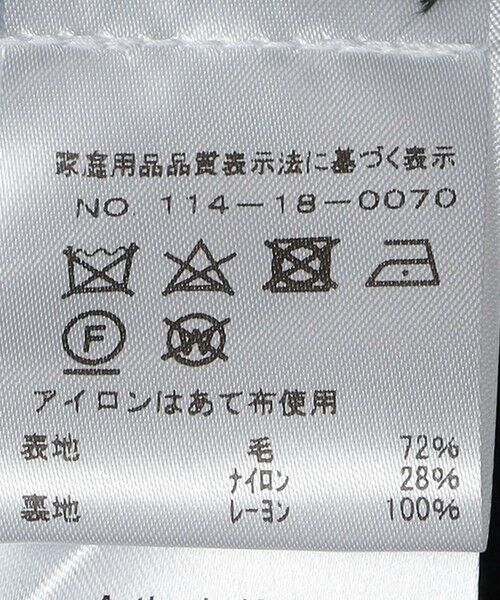 家庭用品品質表示法に基づく表示
NO. 114-18-0070
F W
アイロンはあて布使用
表地 毛 72%
ナイロン 28%
裏地 レーヨン 100%